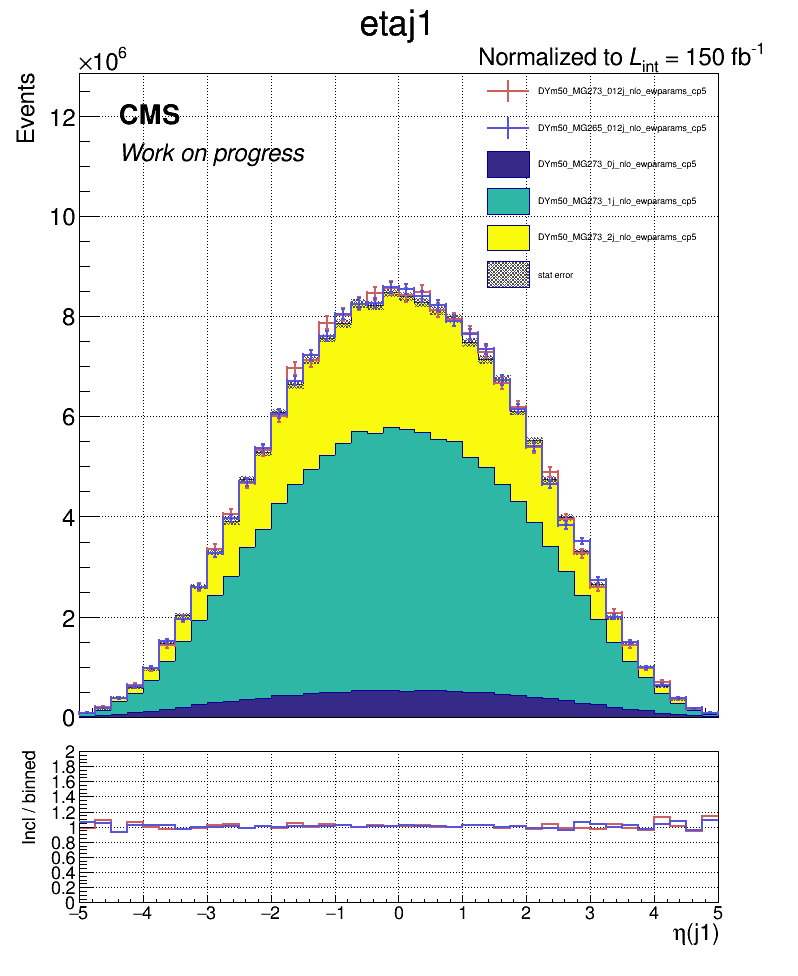 etaj1
×10⁶
Normalized to Lint = 150 fb⁻¹
Events
CMS
Work on progress
DYm50_MG273_012j_nlo_ewparams_cp5
DYm50_MG265_012j_nlo_ewparams_cp5
DYm50_MG273_0j_nlo_ewparams_cp5
DYm50_MG273_1j_nlo_ewparams_cp5
DYm50_MG273_2j_nlo_ewparams_cp5
stat error
12
10
8
6
4
2
0
Incl / binned
2
1.8
1.6
1.4
1.2
1
0.8
0.6
0.4
0.2
0
−5 −4 −3 −2 −1 0 1 2 3 4 5
η(j1)